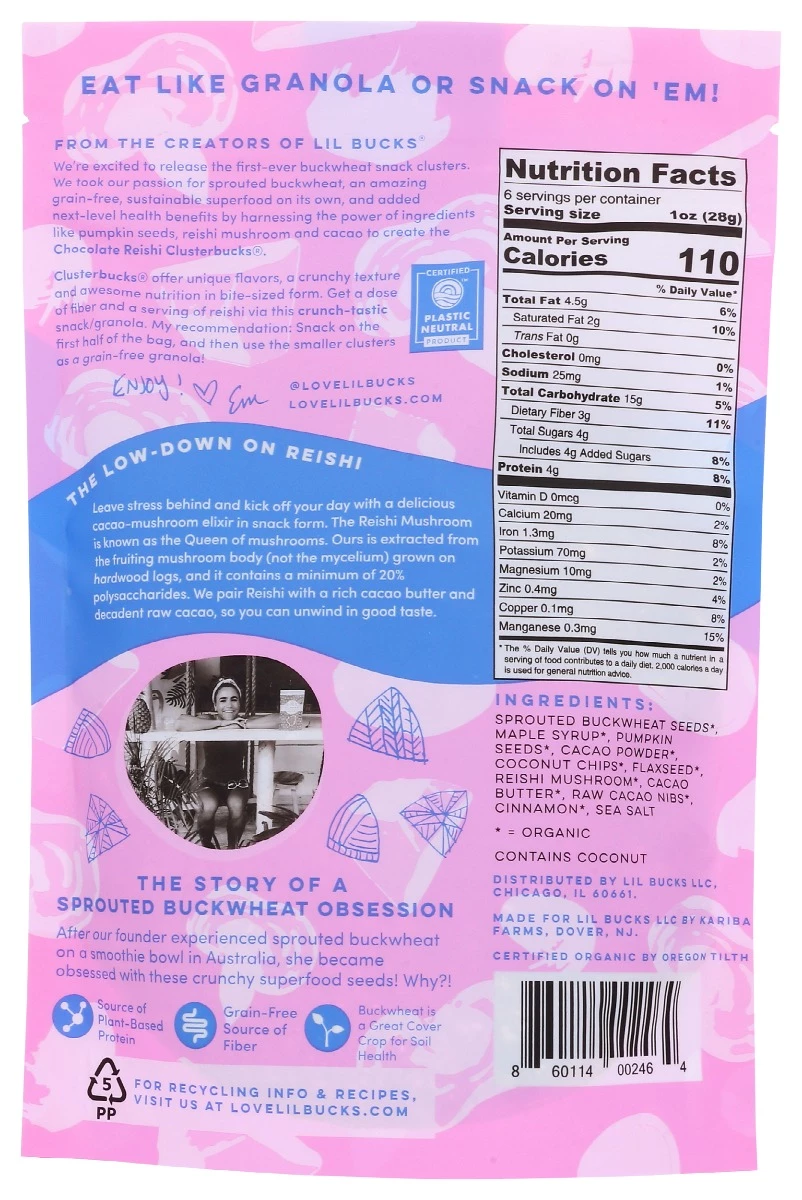 EAT LIKE GRANOLA OR SNACK ON 'EM!
FROM THE CREATORS OF LIL BUCKS®
We're excited to release the first-ever buckwheat snack clusters.
We took our passion for sprouted buckwheat, an amazing
grain-free, sustainable superfood on its own, and added
next-level health benefits by harnessing the power of ingredients
like pumpkin seeds, reishi mushroom and cacao to create the
Chocolate Reishi Clusterbucks®.
Clusterbucks® offer unique flavors, a crunchy texture
and awesome nutrition in bite-sized form. Get a dose
of fiber and a serving of reishi via this crunch-tastic
snack/granola. My recommendation: Snack on the
first half of the bag, and then use the smaller clusters
as a grain-free granola!
CERTIFIED
PLASTIC
NEUTRAL
PRODUCT
ENJOY! ♡ Em
@LOVELILBUCKS
LOVELILBUCKS.COM
THE LOW-DOWN ON REISHI
Leave stress behind and kick off your day with a delicious
cacao-mushroom elixir in snack form. The Reishi Mushroom
is known as the Queen of mushrooms. Ours is extracted from
the fruiting mushroom body (not the mycelium) grown on
hardwood logs, and it contains a minimum of 20%
polysaccharides. We pair Reishi with a rich cacao butter and
decadent raw cacao, so you can unwind in good taste.
THE STORY OF A
SPROUTED BUCKWHEAT OBSESSION
After our founder experienced sprouted buckwheat
on a smoothie bowl in Australia, she became
obsessed with these crunchy superfood seeds! Why?!
Source of
Plant-Based
Protein
Grain-Free
Source of
Fiber
Buckwheat is
a Great Cover
Crop for Soil
Health
5
PP
FOR RECYCLING INFO & RECIPES,
VISIT US AT LOVELILBUCKS.COM
Nutrition Facts
6 servings per container
Serving size 1oz (28g)
Amount Per Serving
Calories 110
% Daily Value*
Total Fat 4.5g 6%
Saturated Fat 2g 10%
Trans Fat 0g
Cholesterol 0mg 0%
Sodium 25mg 1%
Total Carbohydrate 15g 5%
Dietary Fiber 3g 11%
Total Sugars 4g
Includes 4g Added Sugars 8%
Protein 4g 8%
Vitamin D 0mcg 0%
Calcium 20mg 2%
Iron 1.3mg 8%
Potassium 70mg 2%
Magnesium 10mg 2%
Zinc 0.4mg 4%
Copper 0.1mg 8%
Manganese 0.3mg 15%
* The % Daily Value (DV) tells you how much a nutrient in a
serving of food contributes to a daily diet. 2,000 calories a day
is used for general nutrition advice.
INGREDIENTS:
SPROUTED BUCKWHEAT SEEDS*,
MAPLE SYRUP*, PUMPKIN
SEEDS*, CACAO POWDER*,
COCONUT CHIPS*, FLAXSEED*,
REISHI MUSHROOM*, CACAO
BUTTER*, RAW CACAO NIBS*,
CINNAMON*, SEA SALT
* = ORGANIC
CONTAINS COCONUT
DISTRIBUTED BY LIL BUCKS LLC,
CHICAGO, IL 60661.
MADE FOR LIL BUCKS LLC BY KARIBA
FARMS, DOVER, NJ.
CERTIFIED ORGANIC BY OREGON TILTH
8 60114 00246 4